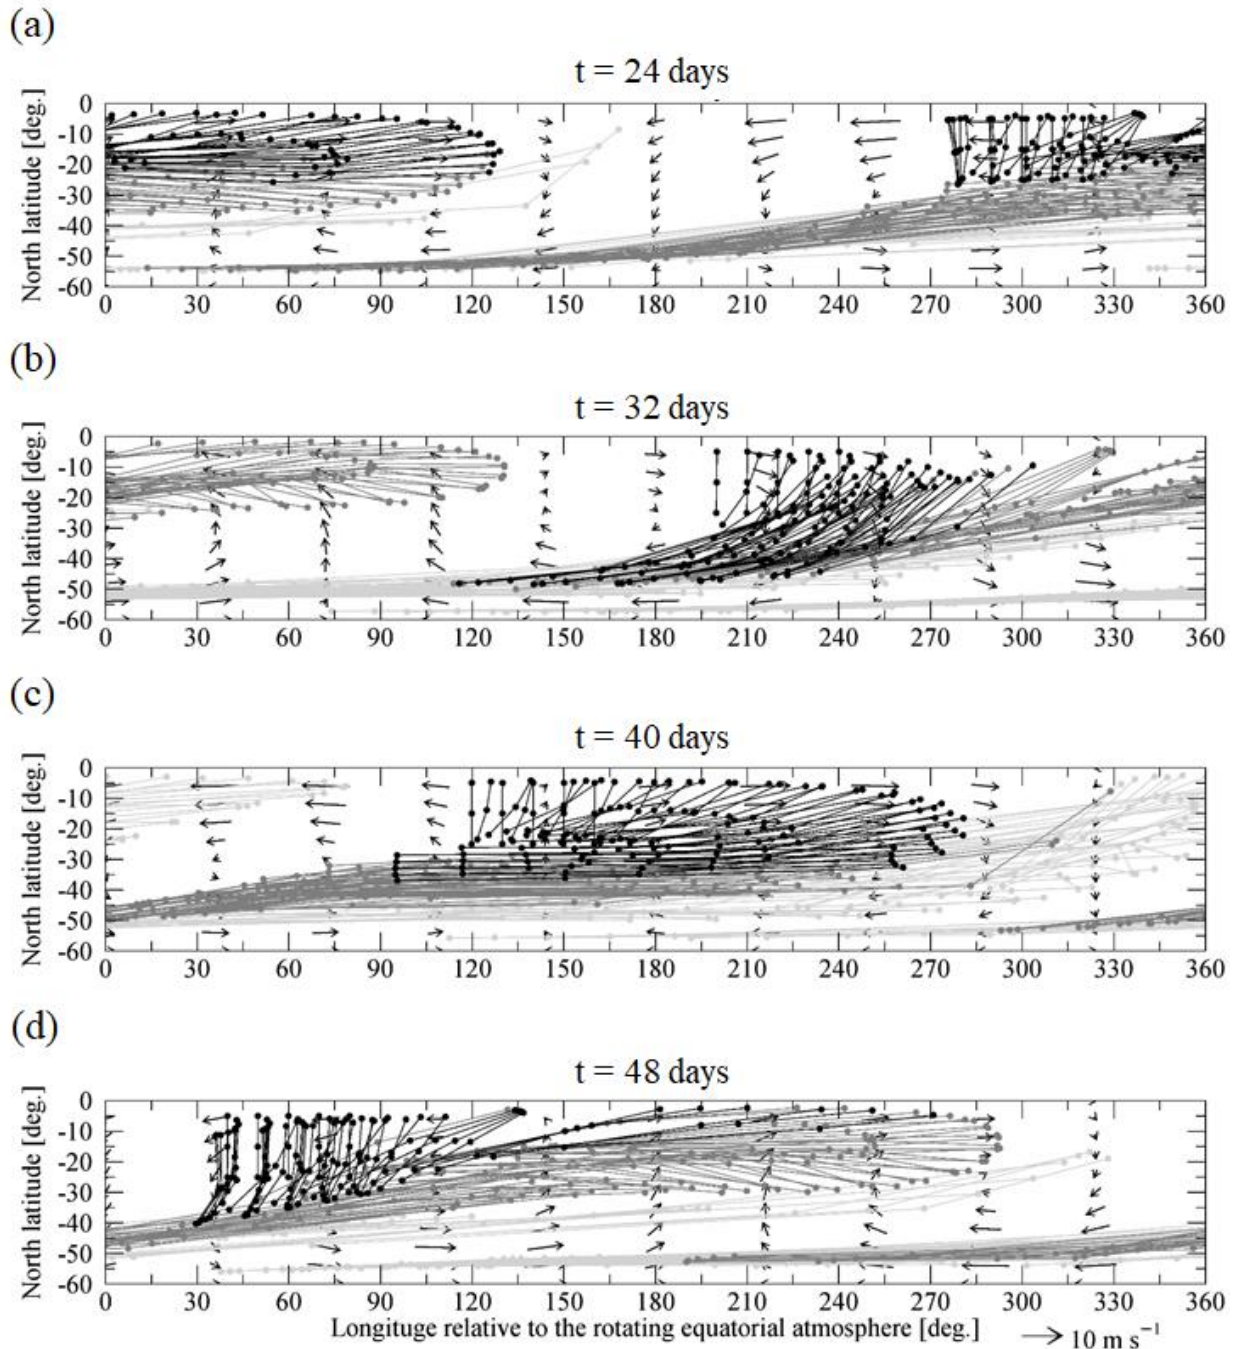 (a)
t = 24 days
North latitude [deg.]
0
-10
-20
-30
-40
-50
-60
0 30 60 90 120 150 180 210 240 270 300 330 360
(b)
t = 32 days
North latitude [deg.]
0
-10
-20
-30
-40
-50
-60
0 30 60 90 120 150 180 210 240 270 300 330 360
(c)
t = 40 days
North latitude [deg.]
0
-10
-20
-30
-40
-50
-60
0 30 60 90 120 150 180 210 240 270 300 330 360
(d)
t = 48 days
North latitude [deg.]
0
-10
-20
-30
-40
-50
-60
0 30 60 90 120 150 180 210 240 270 300 330 360
Longituge relative to the rotating equatorial atmosphere [deg.]
10 m s⁻¹